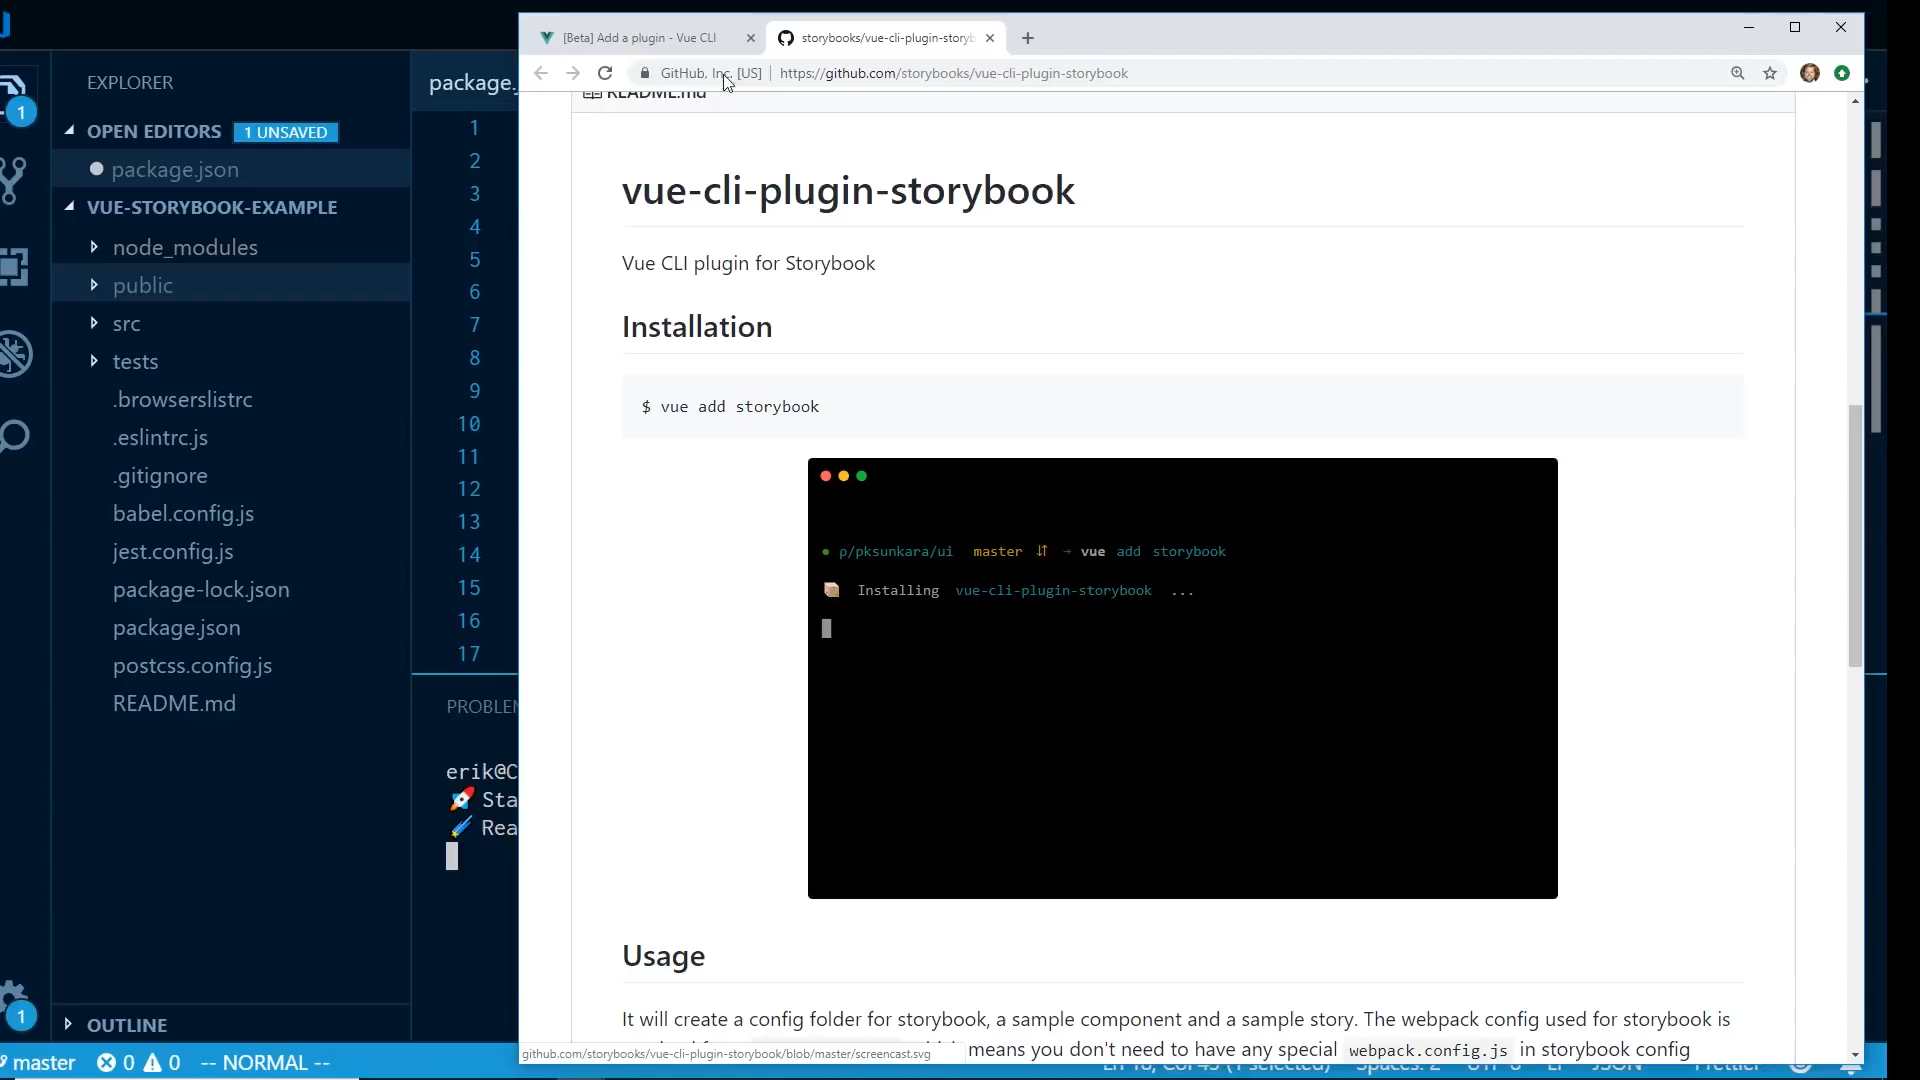 [Beta] Add a plugin - Vue CLI
storybooks/vue-cli-plugin-storyb
GitHub, Inc. [US]
https://github.com/storybooks/vue-cli-plugin-storybook
EXPLORER
OPEN EDITORS
1 UNSAVED
package.json
VUE-STORYBOOK-EXAMPLE
node_modules
public
src
tests
.browserslistrc
.eslintrc.js
.gitignore
babel.config.js
jest.config.js
package-lock.json
package.json
postcss.config.js
README.md
OUTLINE
1
1
package.
1
2
3
4
5
6
7
8
9
10
11
12
13
14
15
16
17
PROBLEM
erik@C
Sta
Rea
README.md
vue-cli-plugin-storybook
Vue CLI plugin for Storybook
Installation
$ vue add storybook
p/pksunkara/ui master ⇵ → vue add storybook
Installing vue-cli-plugin-storybook ...
Usage
It will create a config folder for storybook, a sample component and a sample story. The webpack config used for storybook is
means you don't need to have any special webpack.config.js in storybook config
github.com/storybooks/vue-cli-plugin-storybook/blob/master/screencast.svg
master
0
0
-- NORMAL --